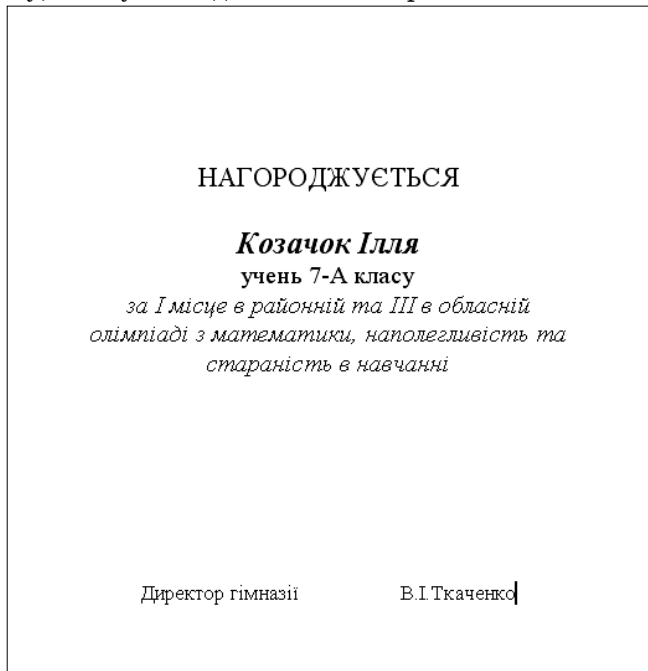 НАГОРОДЖУЄТЬСЯ
Козачок Ілля
учень 7-А класу
за І місце в районній та ІІІ в обласній
олімпіаді з математики, наполегливість та
стараність в навчанні
Директор гімназії В.І.Ткаченко